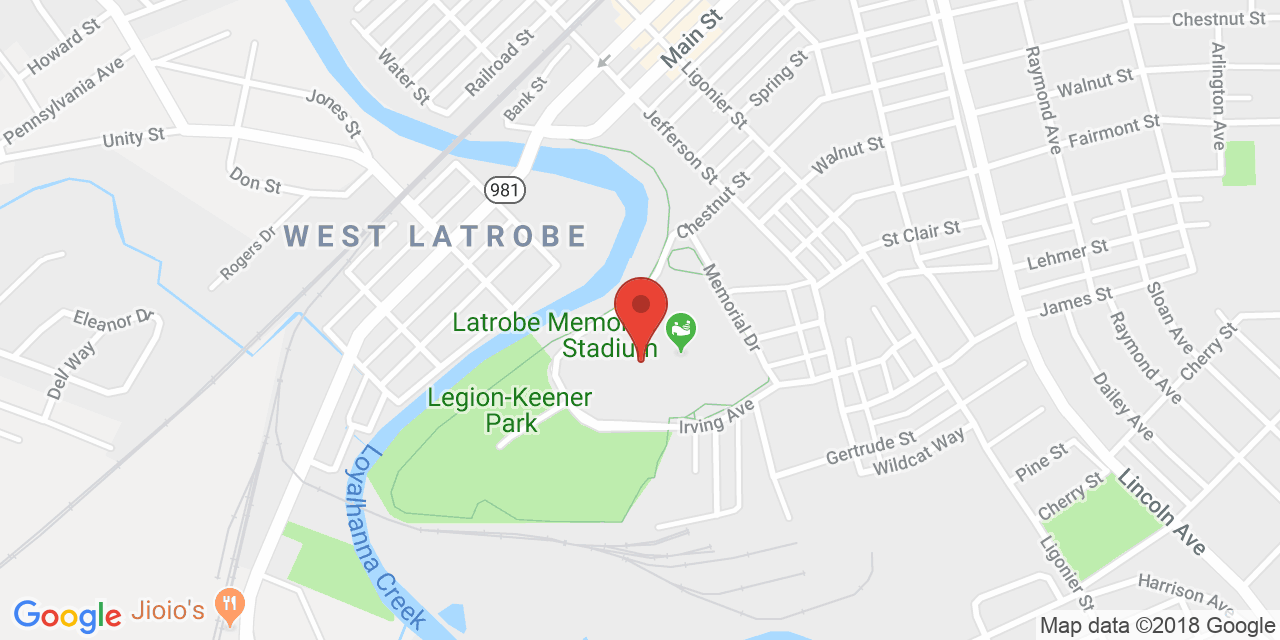 Howard St
Pennsylvania Ave
Unity St
Jones St
Don St
Rogers Dr
Water St
Railroad St
Bank St
Main St
Ligonier St
Spring St
Jefferson St
Chestnut St
Walnut St
Chestnut St
Arlington Ave
Raymond Ave
Walnut St
Fairmont St
981
WEST LATROBE
St Clair St
Lehmer St
James St
Sloan Ave
Raymond Ave
Cherry St
Dailey Ave
Memorial Dr
Eleanor Dr
Dell Way
Latrobe Memo
Stadium
Legion-Keener
Park
Irving Ave
Gertrude St
Wildcat Way
Pine St
Cherry St
Lincoln Ave
Ligonier St
Harrison Ave
Loyalhanna Creek
Jioio's
Google
Map data ©2018 Google